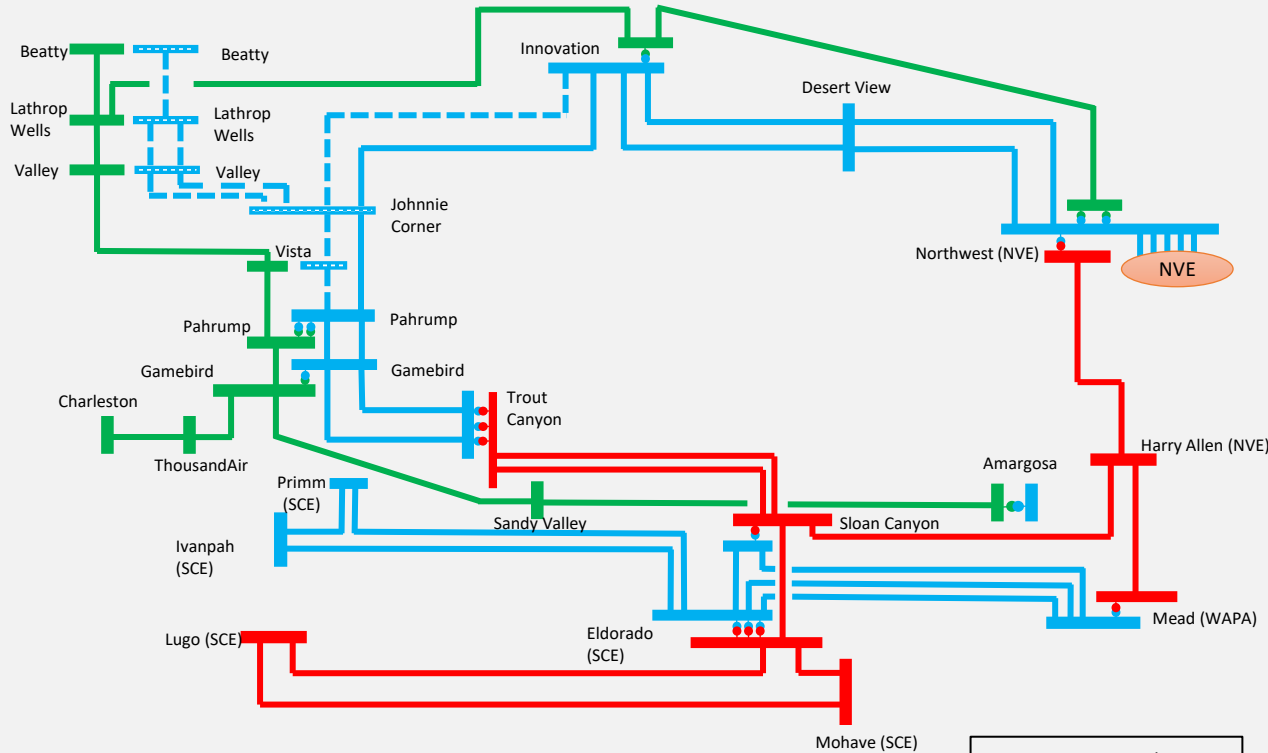 Beatty
Beatty
Innovation
Desert View
Lathrop
Wells
Lathrop
Wells
Valley
Valley
Johnnie
Corner
Vista
Northwest (NVE)
NVE
Pahrump
Pahrump
Gamebird
Gamebird
Charleston
Trout
Canyon
ThousandAir
Harry Allen (NVE)
Amargosa
Primm
(SCE)
Sandy Valley
Sloan Canyon
Ivanpah
(SCE)
Mead (WAPA)
Lugo (SCE)
Eldorado
(SCE)
Mohave (SCE)